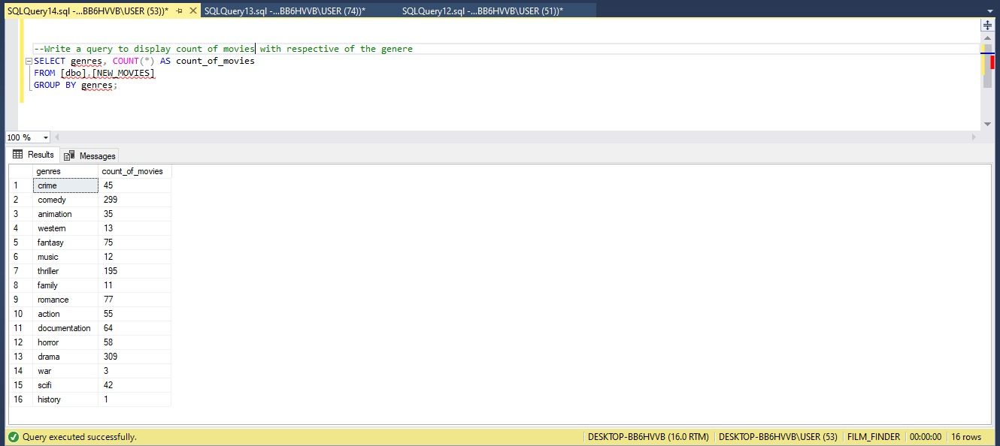 SQLQuery14.sql -...BB6HVVB\USER (53))* SQLQuery13.sql -...BB6HVVB\USER (74))* SQLQuery12.sql -...BB6HVVB\USER (51))*
--Write a query to display count of movies with respective of the genere
SELECT genres, COUNT(*) AS count_of_movies
FROM [dbo].[NEW_MOVIES]
GROUP BY genres;
100 %
Results Messages
genres count_of_movies
1 crime 45
2 comedy 299
3 animation 35
4 western 13
5 fantasy 75
6 music 12
7 thriller 195
8 family 11
9 romance 77
10 action 55
11 documentation 64
12 horror 58
13 drama 309
14 war 3
15 scifi 42
16 history 1
Query executed successfully. DESKTOP-BB6HVVB (16.0 RTM) DESKTOP-BB6HVVB\USER (53) FILM_FINDER 00:00:00 16 rows